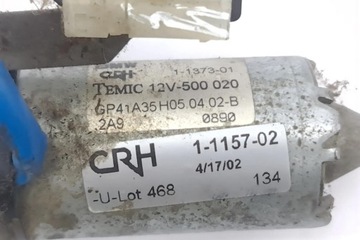 BMW
CRH 1-1373-01
TEMIC 12V-500 020
GP41A35H05 04 02-B
2A9 0890
CRH 1-1157-02
4/17/02
-U-Lot 468 134